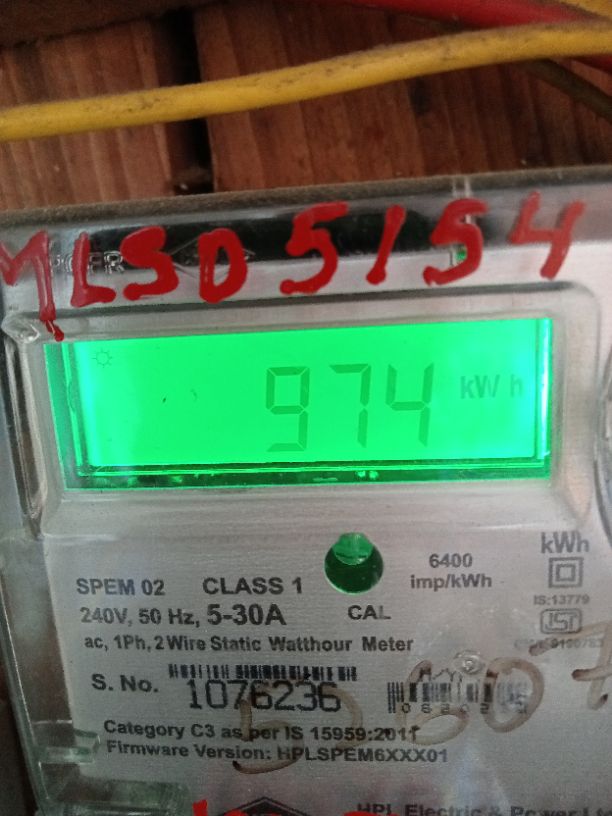 MLSD5154
974 kWh
6400
imp/kWh
kWh
IS:13779
SPEM 02 CLASS 1
240V, 50 Hz, 5-30A
CAL
ac, 1Ph, 2 Wire Static Watthour Meter
S. No. 1076236
Category C3 as per IS 15959:2011
Firmware Version: HPLSPEM6XXX01
HPL Electric & Power